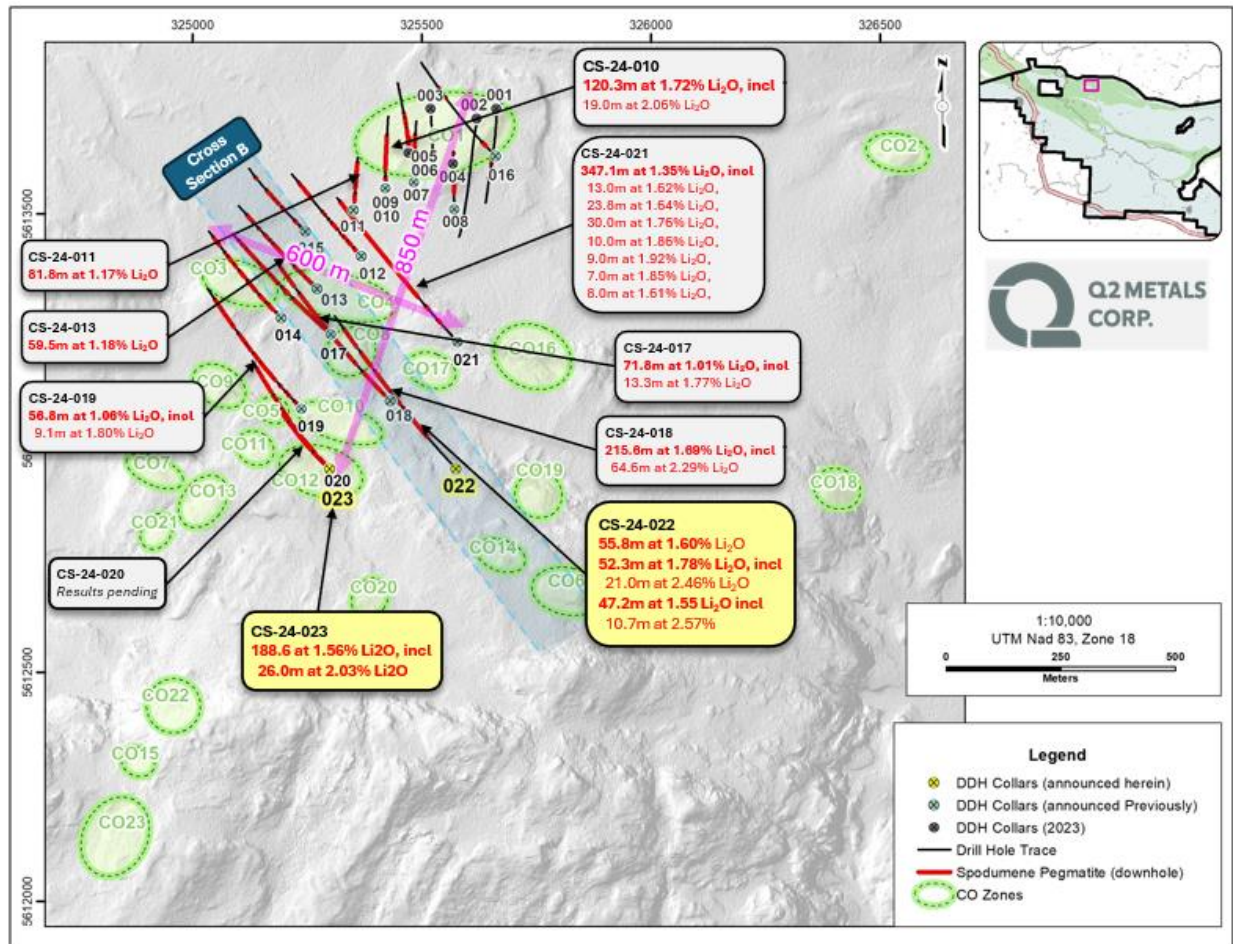 325000
325500
326000
326500
5613500
5612500
5612000
CS-24-010
120.3m at 1.72% Li₂O, incl
19.0m at 2.06% Li₂O
CS-24-021
347.1m at 1.35% Li₂O, inol
13.0m at 1.62% Li₂O,
23.8m at 1.54% Li₂O,
30.0m at 1.76% Li₂O,
10.0m at 1.86% Li₂O,
9.0m at 1.92% Li₂O,
7.0m at 1.85% Li₂O,
8.0m at 1.61% Li₂O,
CS-24-011
81.8m at 1.17% Li₂O
CS-24-013
59.5m at 1.18% Li₂O
CS-24-019
56.8m at 1.06% Li₂O, inol
9.1m at 1.80% Li₂O
CS-24-020
Results pending
CS-24-023
188.6 at 1.56% Li2O, incl
26.0m at 2.03% Li2O
CS-24-017
71.8m at 1.01% Li₂O, incl
13.3m at 1.77% Li₂O
CS-24-018
215.6m at 1.69% Li₂O, incl
64.6m at 2.29% Li₂O
CS-24-022
55.8m at 1.60% Li₂O
52.3m at 1.78% Li₂O, incl
21.0m at 2.46% Li₂O
47.2m at 1.55 Li₂O incl
10.7m at 2.57%
Cross
Section B
600 m
850 m
003
001
002
CO1
005
006
004
016
009
010
007
008
011
015
012
013
014
017
021
018
019
020
023
022
CO2
CO3
CO4
CO8
CO16
CO17
CO9
CO5
CO10
CO11
CO12
CO7
CO13
CO21
CO19
CO18
CO14
CO6
CO20
CO22
CO15
CO23
Z
Q2 METALS
CORP.
1:10,000
UTM Nad 83, Zone 18
0 250 500
Meters
Legend
DDH Collars (announced herein)
DDH Collars (announced Previously)
DDH Collars (2023)
Drill Hole Trace
Spodumene Pegmatite (downhole)
CO Zones